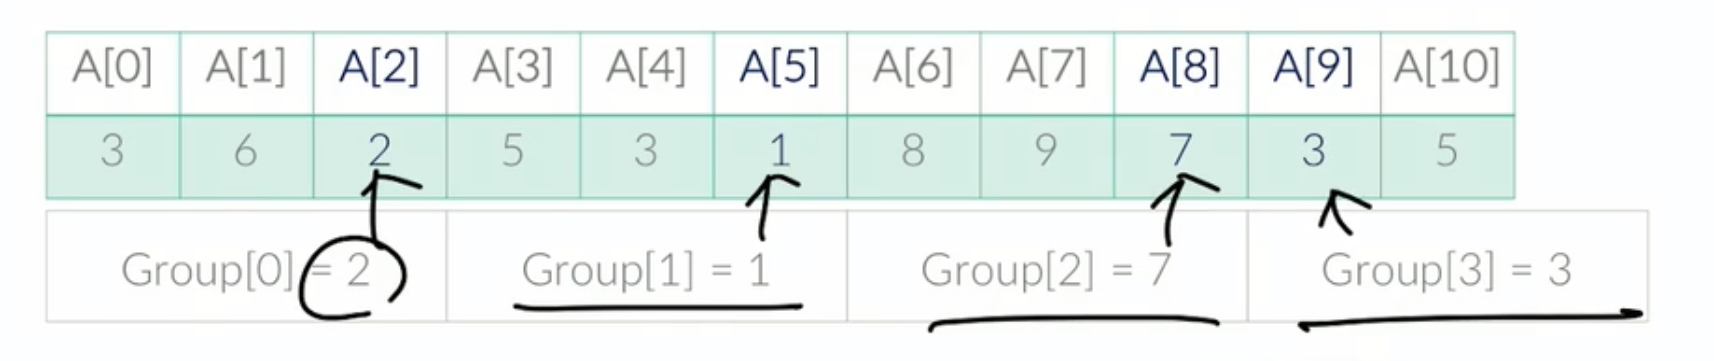 A[0] A[1] A[2] A[3] A[4] A[5] A[6] A[7] A[8] A[9] A[10]
3 6 2 5 3 1 8 9 7 3 5
Group[0] = 2 Group[1] = 1 Group[2] = 7 Group[3] = 3